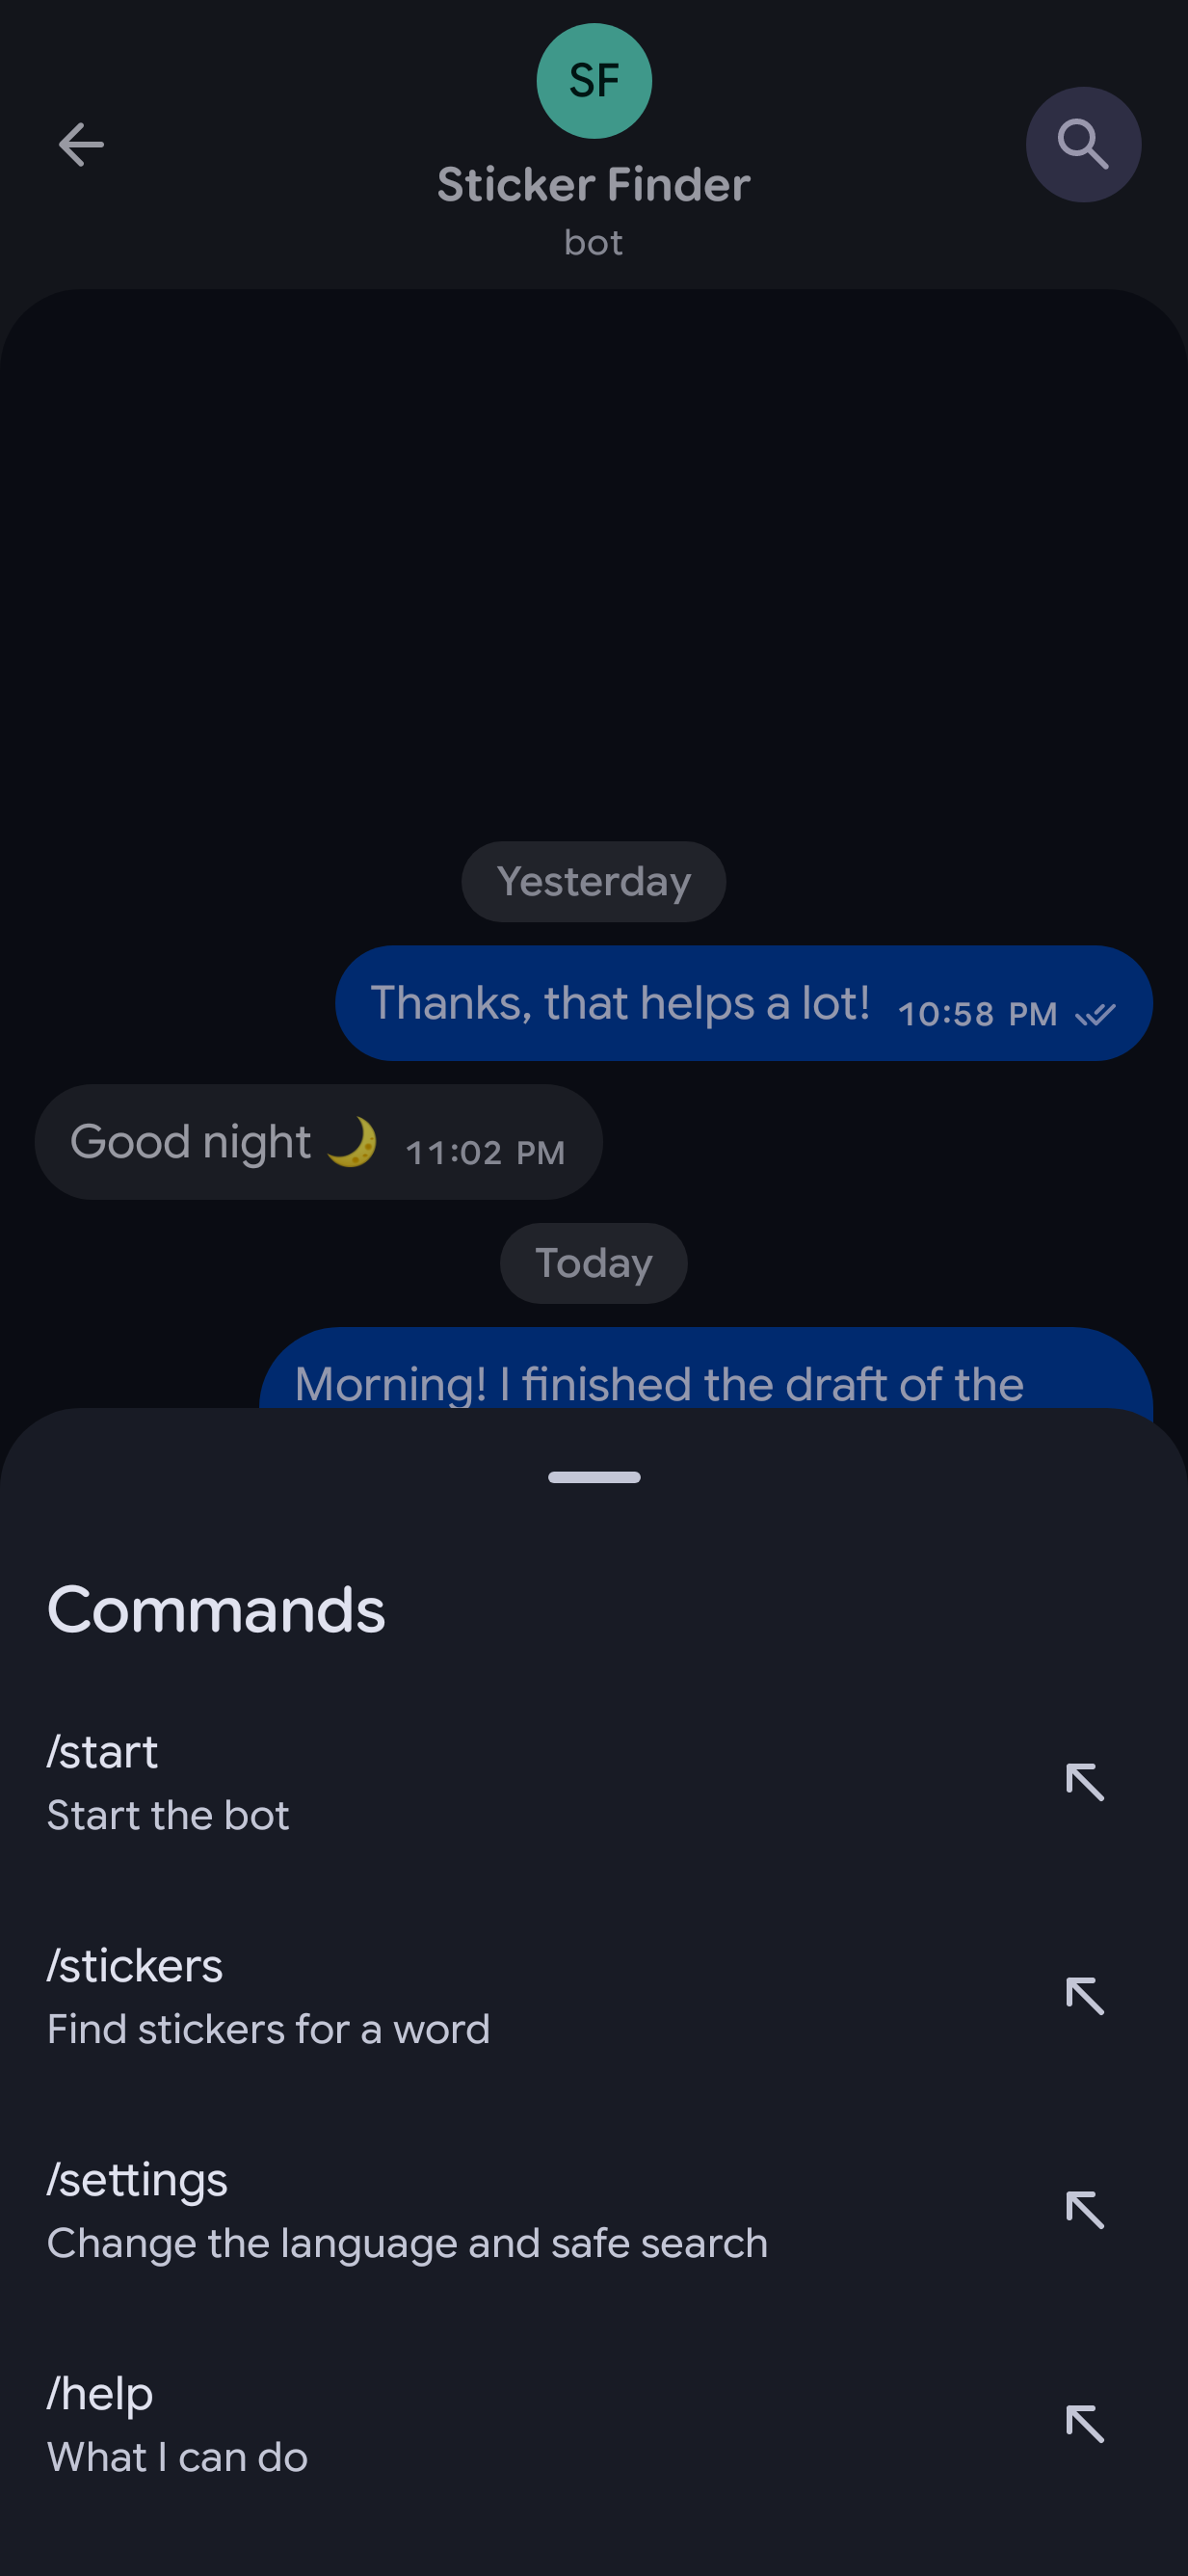 SF
Sticker Finder
bot
Yesterday
Thanks, that helps a lot! 10:58 PM
Good night 🌙 11:02 PM
Today
Morning! I finished the draft of the
Commands
/start
Start the bot
/stickers
Find stickers for a word
/settings
Change the language and safe search
/help
What I can do